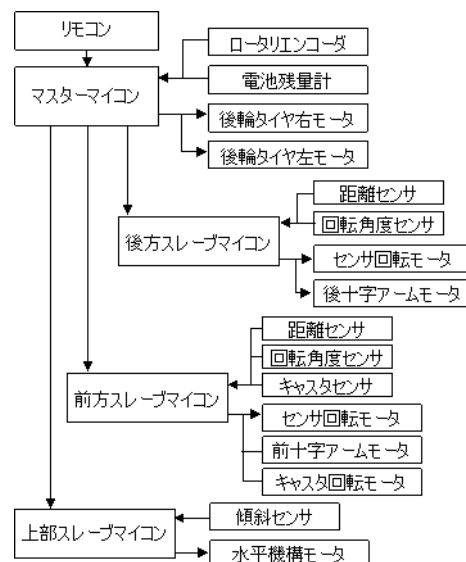 リモコン
ロータリエンコーダ
電池残量計
マスターマイコン
後輪タイヤ右モータ
後輪タイヤ左モータ
距離センサ
回転角度センサ
後方スレーブマイコン
センサ回転モータ
後十字アームモータ
距離センサ
回転角度センサ
キャスタセンサ
前方スレーブマイコン
センサ回転モータ
前十字アームモータ
キャスタ回転モータ
傾斜センサ
上部スレーブマイコン
水平機構モータ